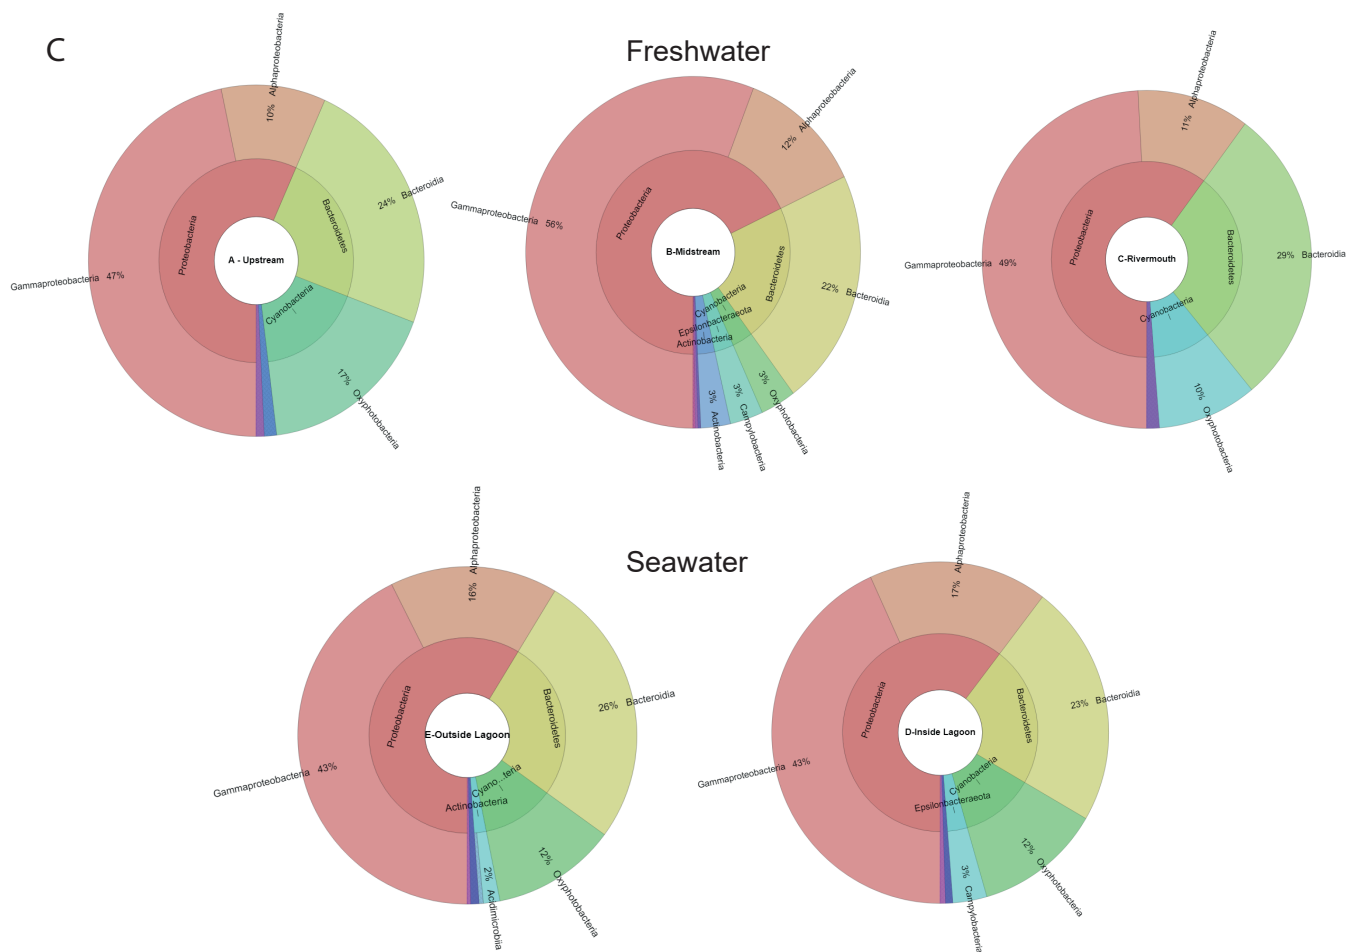 C
Freshwater
Alphaproteobacteria
10%
24% Bacteroidia
Bacteroidetes
Proteobacteria
A - Upstream
Cyanobacteria
Gammaproteobacteria 47%
17% Oxyphotobacteria
12% Alphaproteobacteria
Proteobacteria
Gammaproteobacteria 56%
B-Midstream
Bacteroidetes
22% Bacteroidia
Cyanobacteria
Epsilonbacteraeota
Actinobacteria
3% Oxyphotobacteria
3% Campylobacteria
3% Actinobacteria
11% Alphaproteobacteria
Proteobacteria
Bacteroidetes
29% Bacteroidia
C-Rivermouth
Gammaproteobacteria 49%
Cyanobacteria
10% Oxyphotobacteria
Seawater
16% Alphaproteobacteria
Proteobacteria
Bacteroidetes
26% Bacteroidia
E-Outside Lagoon
Gammaproteobacteria 43%
Cyano...teria
Actinobacteria
12% Oxyphotobacteria
2% Acidimicrobiia
17% Alphaproteobacteria
Proteobacteria
Bacteroidetes
23% Bacteroidia
D-Inside Lagoon
Gammaproteobacteria 43%
Cyanobacteria
Epsilonbacteraeota
12% Oxyphotobacteria
3% Campylobacteria